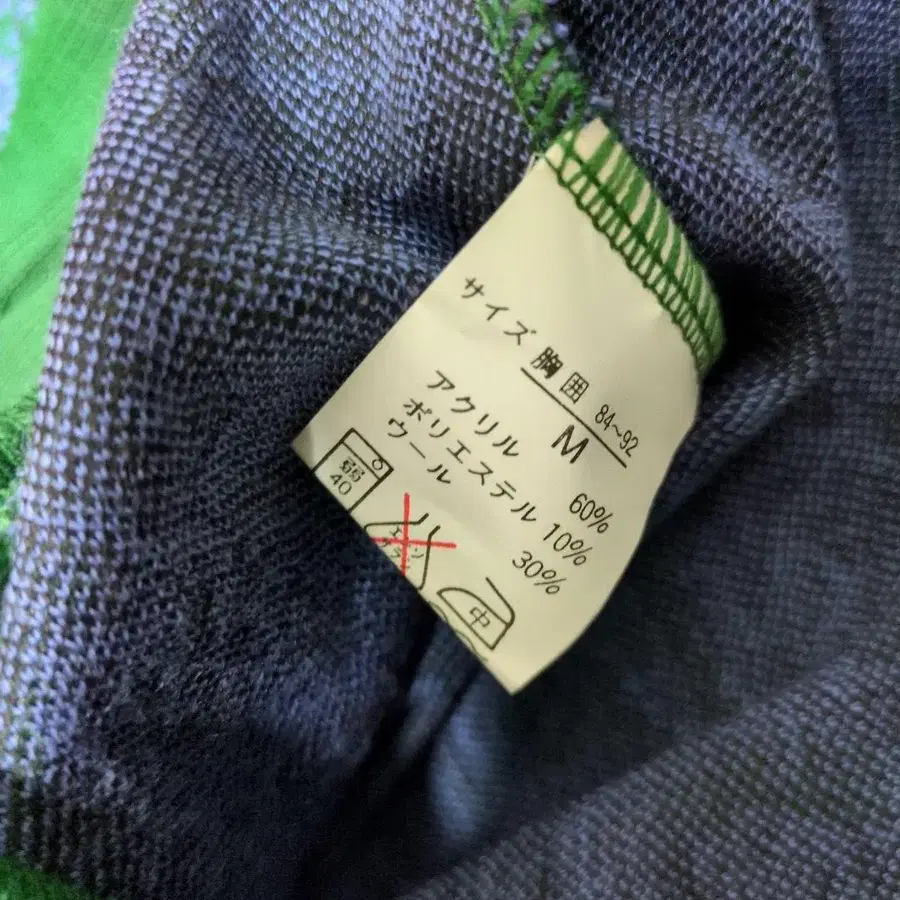 サイズ
胸囲 84~92
M
アクリル 60%
ポリエステル 10%
ウール 30%
弱
40
中